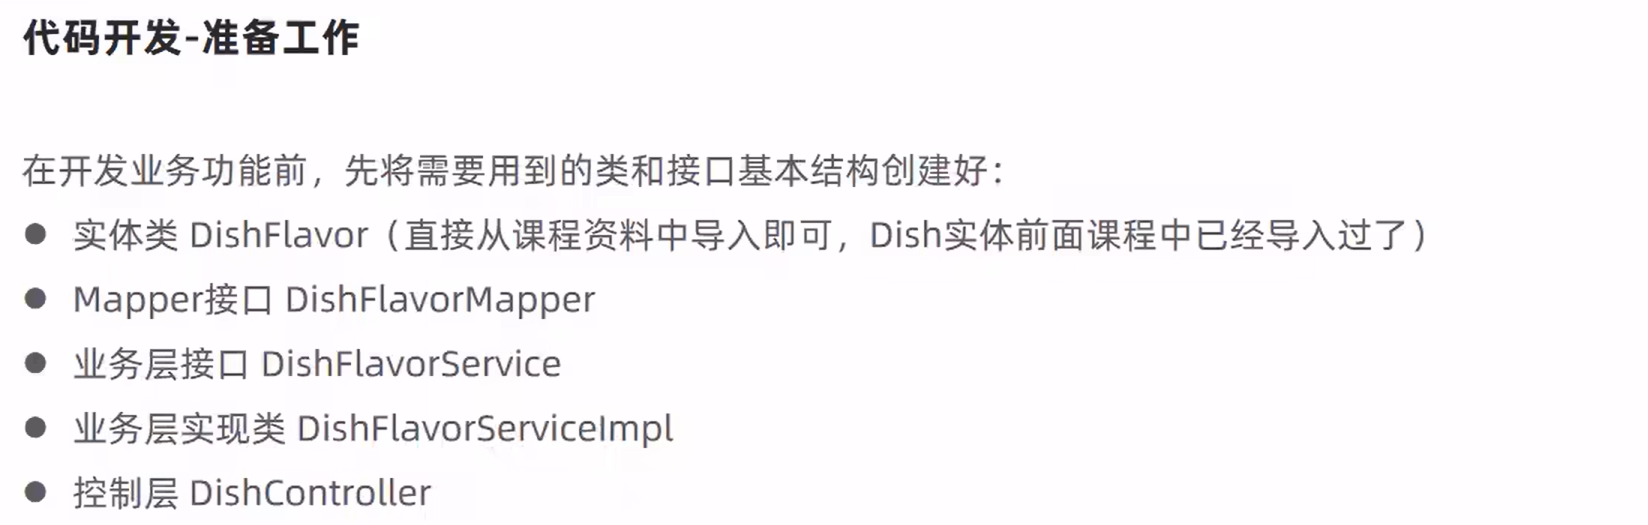 代码开发-准备工作
在开发业务功能前，先将需要用到的类和接口基本结构创建好：
● 实体类 DishFlavor（直接从课程资料中导入即可，Dish实体前面课程中已经导入过了）
● Mapper接口 DishFlavorMapper
● 业务层接口 DishFlavorService
● 业务层实现类 DishFlavorServiceImpl
● 控制层 DishController